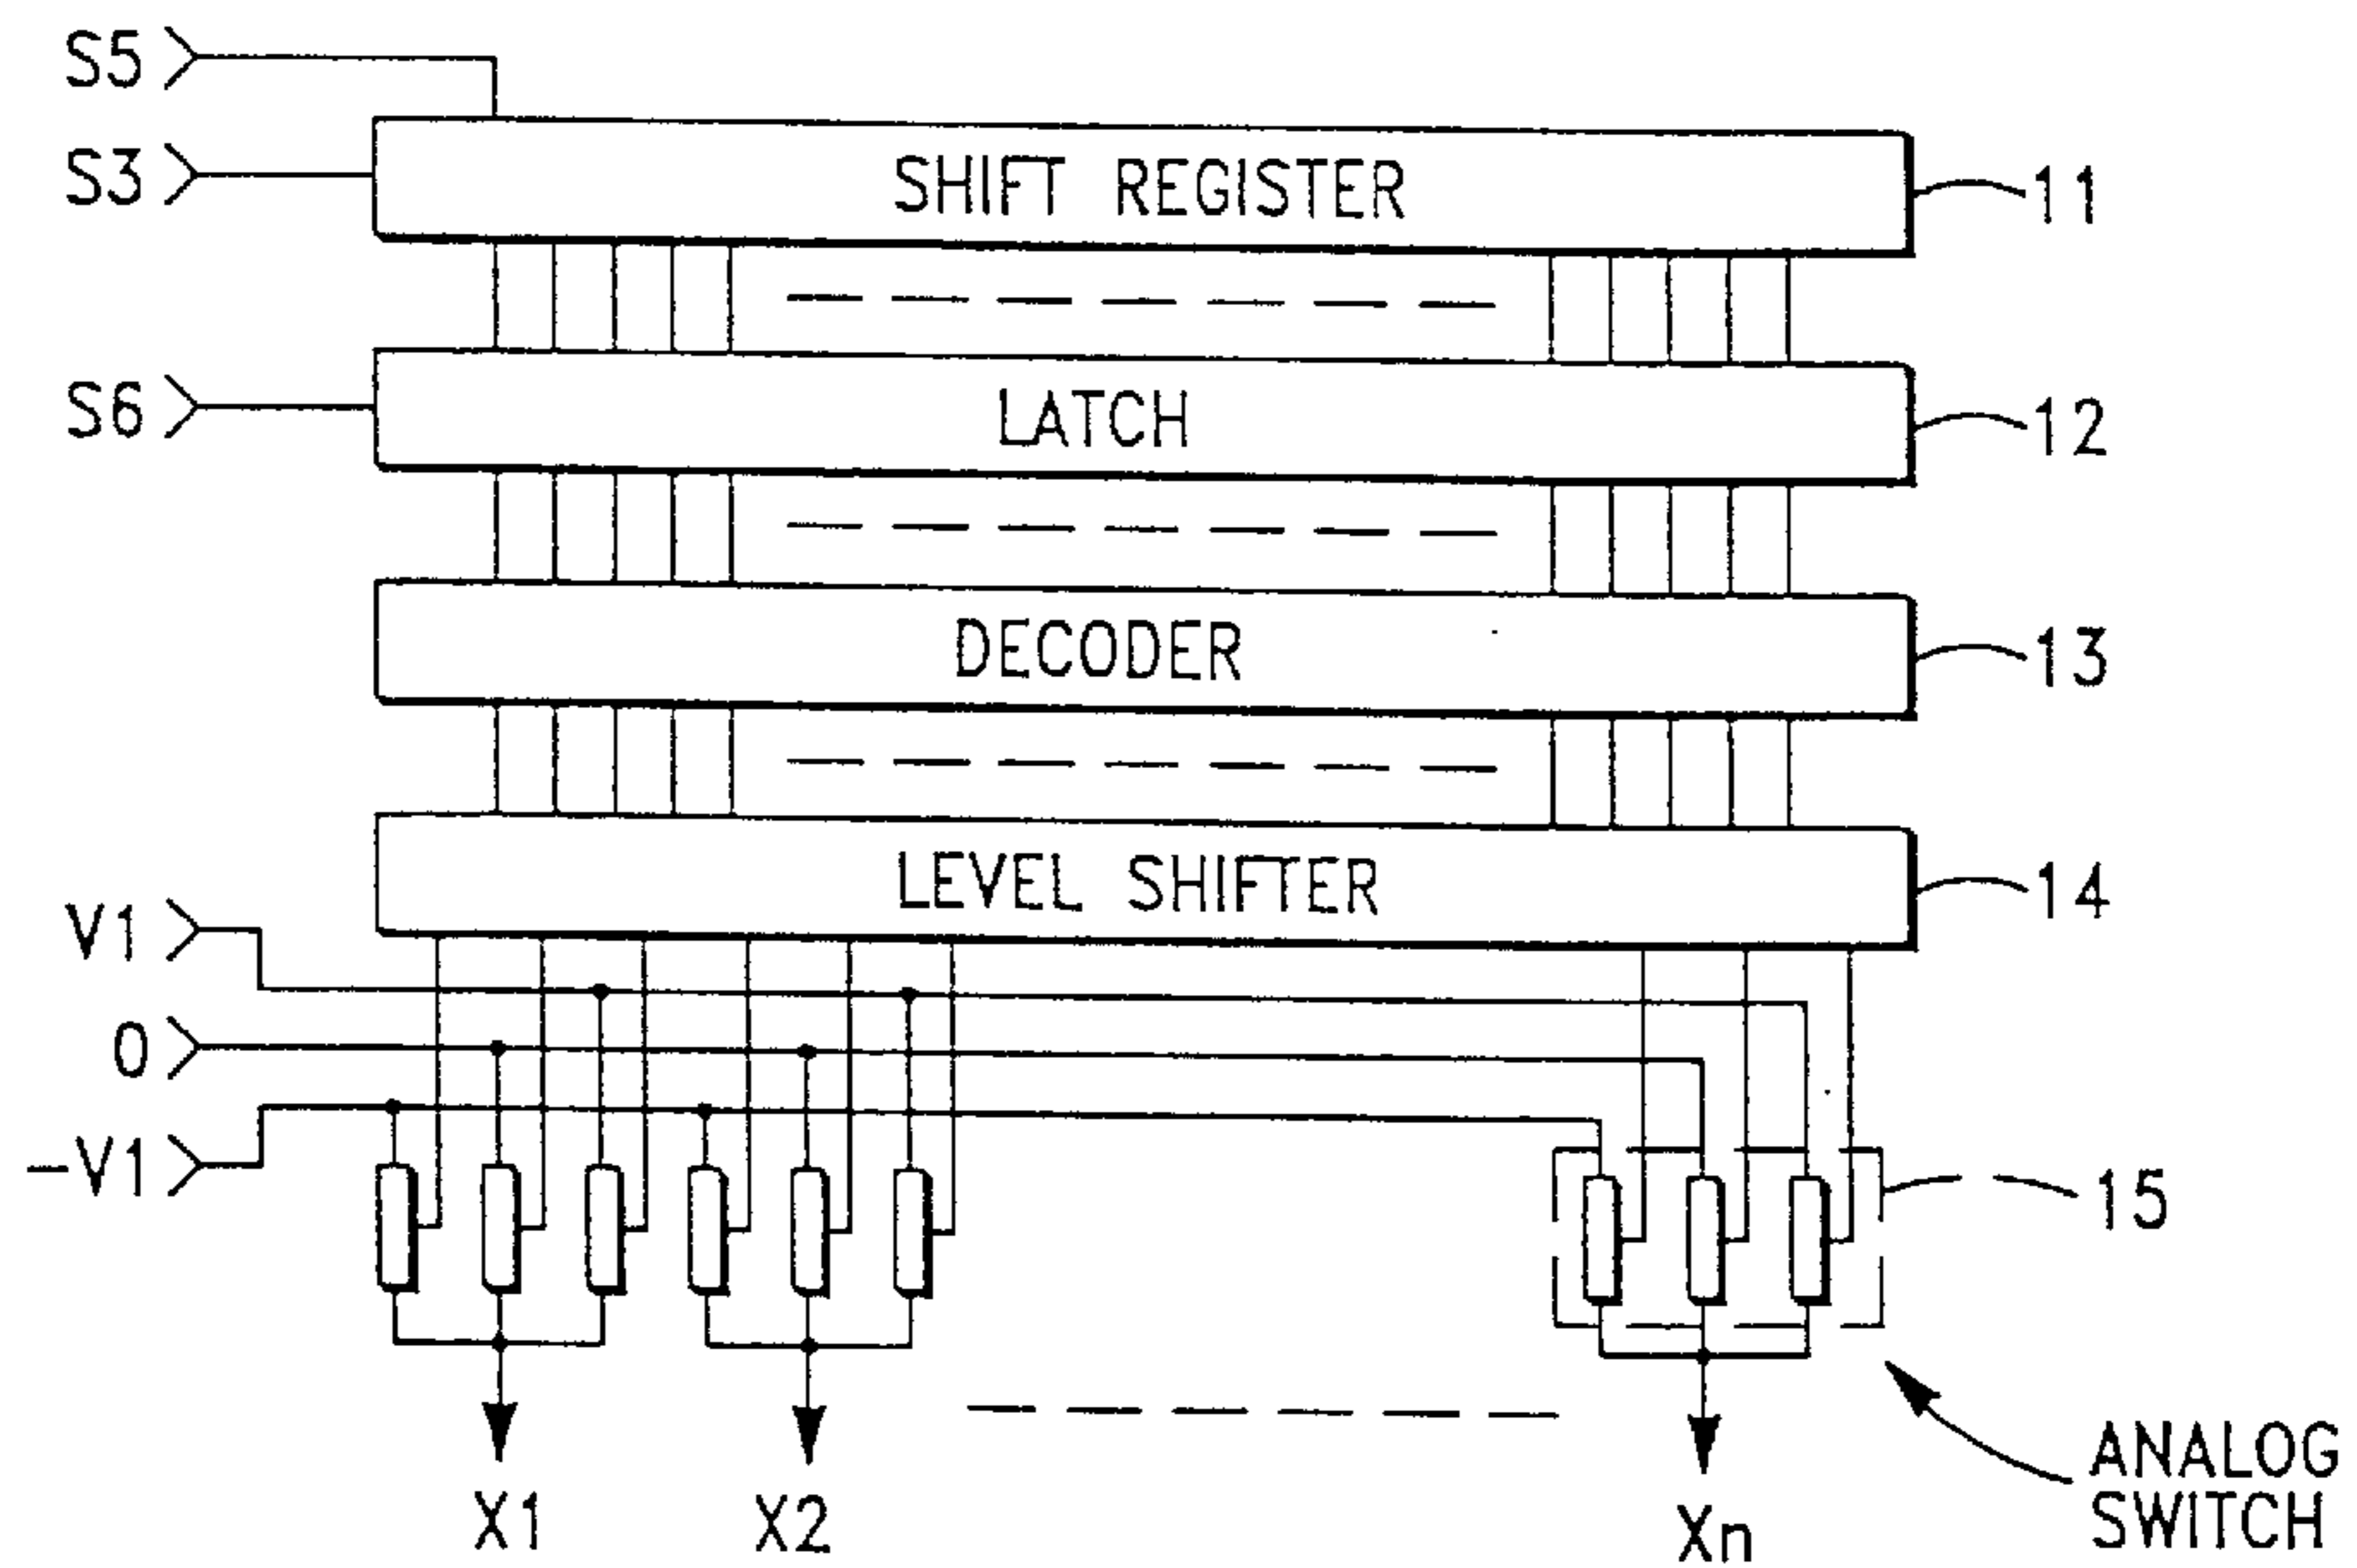 S5
S3
SHIFT REGISTER
11
S6
LATCH
12
DECODER
13
LEVEL SHIFTER
14
V1
0
-V1
15
X1
X2
Xn
ANALOG
SWITCH